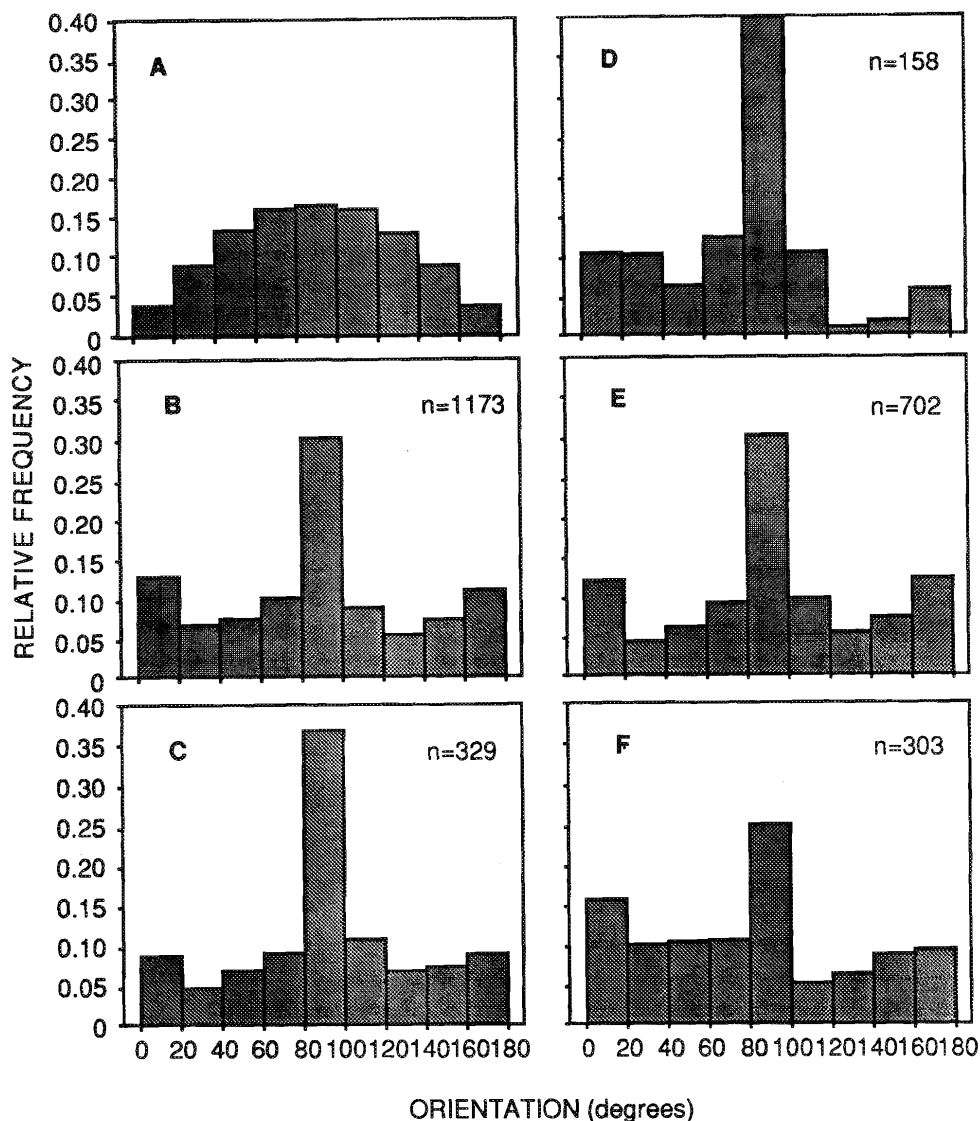 A
0.40
0.35
0.30
0.25
0.20
0.15
0.10
0.05
0
D
n=158
B
n=1173
0.40
0.35
0.30
0.25
0.20
0.15
0.10
0.05
0
E
n=702
C
n=329
0.40
0.35
0.30
0.25
0.20
0.15
0.10
0.05
0
F
n=303
RELATIVE FREQUENCY
0 20 40 60 80 100 120 140 160 180
0 20 40 60 80 100 120 140 160 180
ORIENTATION (degrees)